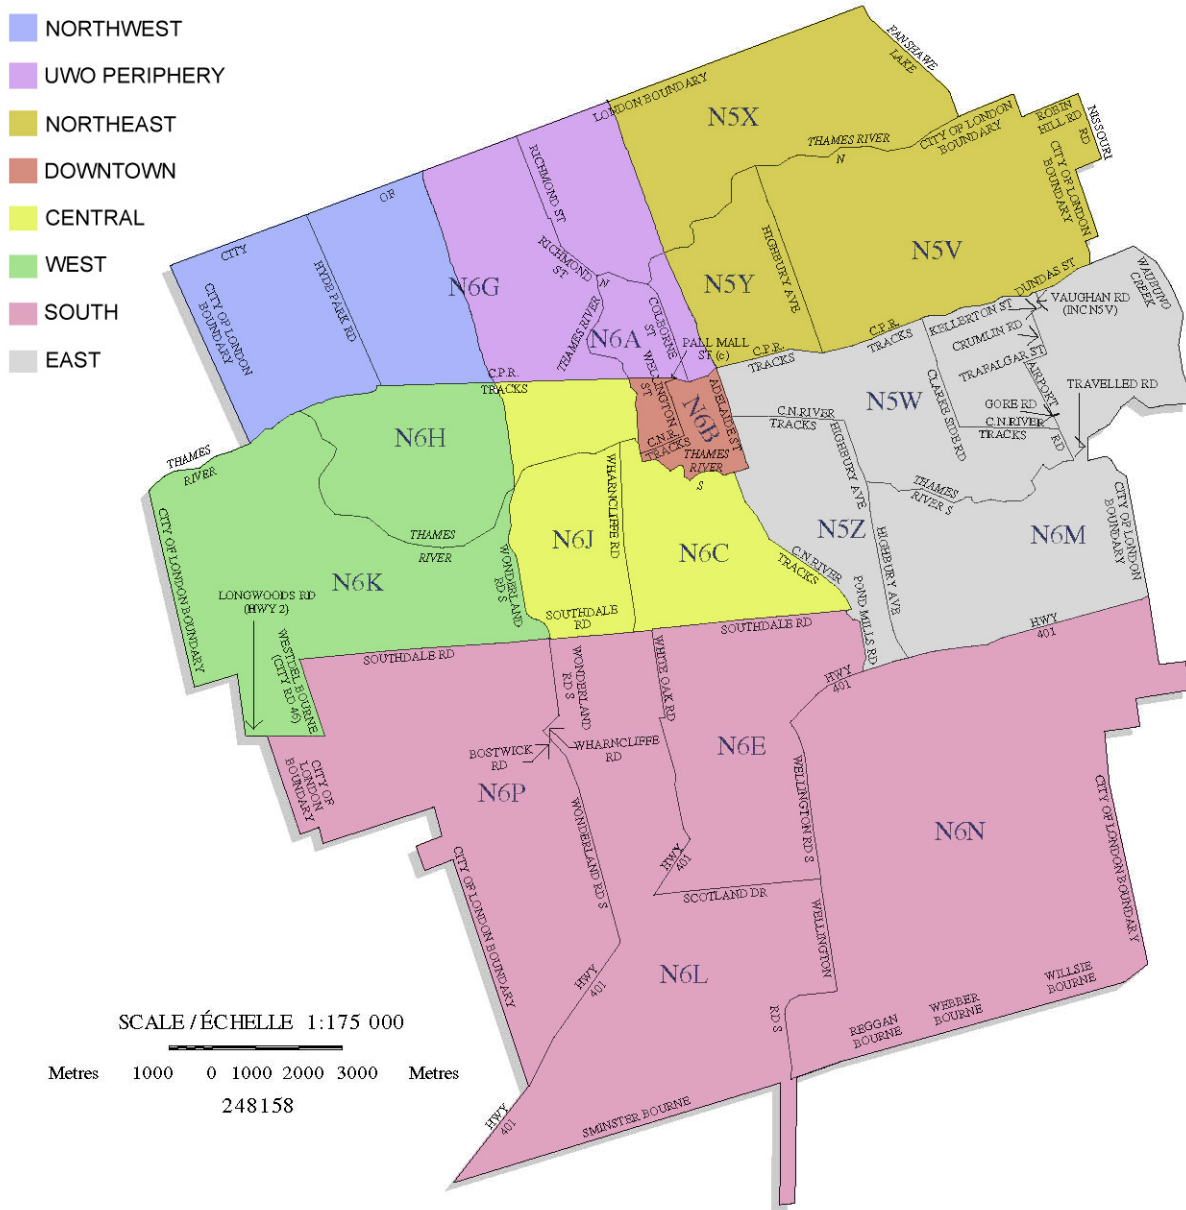 NORTHWEST
UWO PERIPHERY
NORTHEAST
DOWNTOWN
CENTRAL
WEST
SOUTH
EAST
FANSHAWE
LAKE
LONDON BOUNDARY
N5X
THAMES RIVER
N
CITY OF LONDON
BOUNDARY
ROBIN
HILL RD
NISSOURI
RD
CITY OF LONDON
BOUNDARY
OF
CITY
RICHMOND ST
RICHMOND
ST
HYDE PARK RD
CITY OF LONDON
BOUNDARY
N6G
N
THAMES RIVER
N6A
COLBORNE
ST
HIGHBURY AVE
N5Y
N5V
DUNDAS ST
WAUBUNO
CREEK
KELLERTON ST
VAUGHAN RD
(INC N5V)
CRUMLIN RD
TRAFALGAR ST
AIRPORT
RD
TRAVELLED RD
GORE RD
C.N.RIVER
TRACKS
C.P.R.
TRACKS
PALL MALL
ST (c)
C.P.R.
TRACKS
C.P.R.
TRACKS
WELLINGTON
ST
N6B
ADELAIDE ST
C.N.R.
TRACKS
THAMES
RIVER
S
N5W
CLARKE SIDE RD
C.N.RIVER
TRACKS
HIGHBURY AVE
N6H
THAMES
RIVER
THAMES
RIVER
WHARNCLIFFE RD
N6J
N6C
N5Z
THAMES
RIVER S
N6M
CITY OF LONDON
BOUNDARY
C.N.RIVER
TRACKS
HIGHBURY AVE
POND MILLS RD
CITY OF LONDON BOUNDARY
N6K
WONDERLAND
RD S
LONGWOODS RD
(HWY 2)
WESTDEL BOURNE
(CITY RD 46)
SOUTHDALE RD
SOUTHDALE
RD
SOUTHDALE RD
HWY
401
HWY
401
WONDERLAND
RD S
WHITE OAK RD
BOSTWICK
RD
WHARNCLIFFE
RD
N6E
CITY OF
LONDON
BOUNDARY
N6P
WONDERLAND RD S
WELLINGTON RD S
N6N
CITY OF LONDON BOUNDARY
HWY
401
SCOTLAND DR
CITY OF LONDON BOUNDARY
WELLINGTON
RD S
N6L
HWY
401
WILLSIE
BOURNE
WEBBER
BOURNE
REGGAN
BOURNE
SCALE / ÉCHELLE 1:175 000
Metres 1000 0 1000 2000 3000 Metres
248158
HWY
401
SMINSTER BOURNE